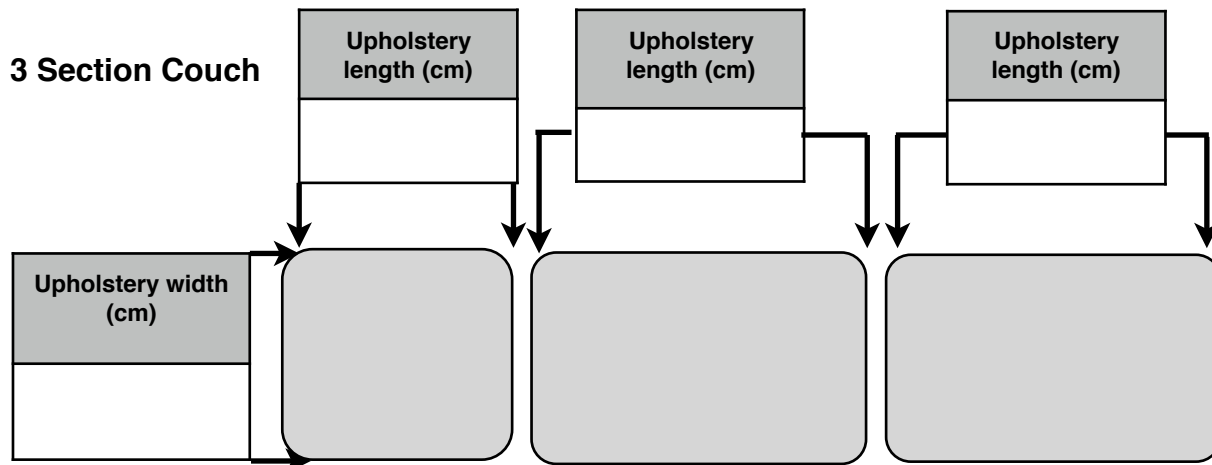 3 Section Couch
Upholstery
length (cm)
Upholstery
length (cm)
Upholstery
length (cm)
Upholstery width
(cm)